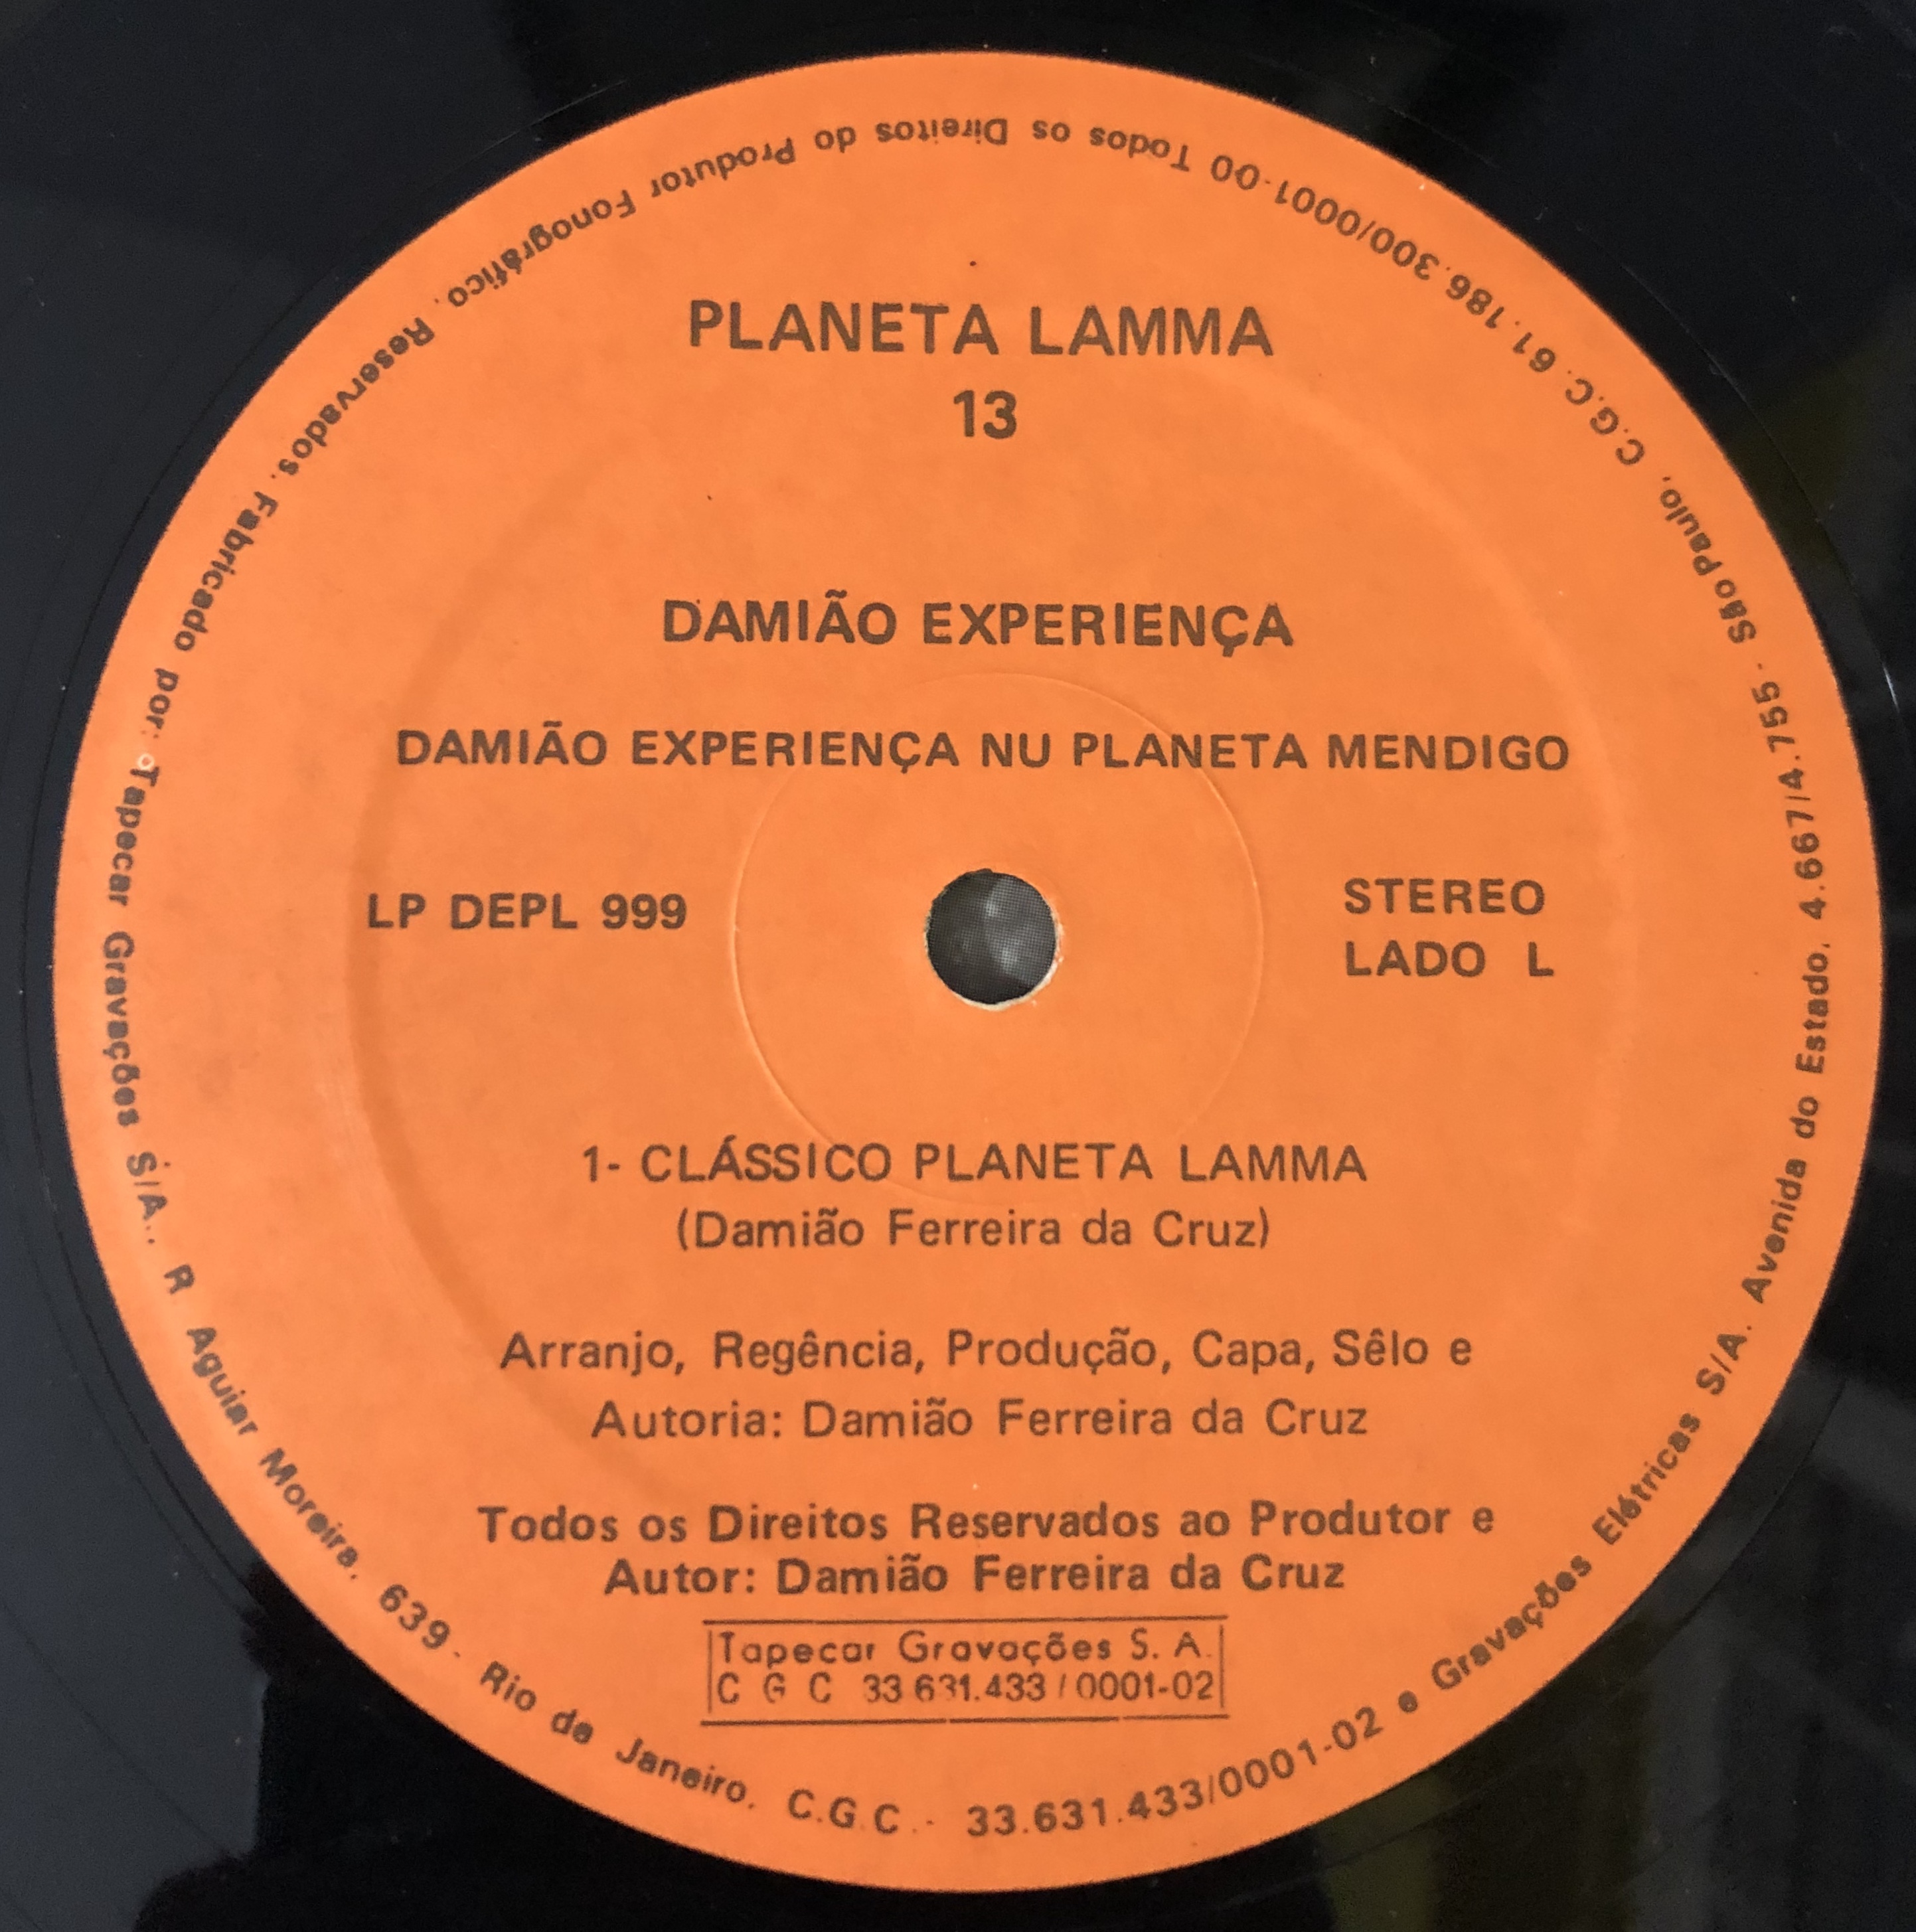 PLANETA LAMMA
13
DAMIÃO EXPERIENÇA
DAMIÃO EXPERIENÇA NU PLANETA MENDIGO
LP DEPL 999
STEREO
LADO L
1- CLÁSSICO PLANETA LAMMA
(Damião Ferreira da Cruz)
Arranjo, Regência, Produção, Capa, Sêlo e
Autoria: Damião Ferreira da Cruz
Todos os Direitos Reservados ao Produtor e
Autor: Damião Ferreira da Cruz
Tapecar Gravações S. A.
C G C 33 631.433 / 0001-02
Todos os Direitos do Produtor Fonográfico. Reservados. Fabricado por: Tapecar Gravações S/A.. R Aguiar Moreira. 639 - Rio de Janeiro. C.G.C.- 33.631.433/0001-02 e Gravações Elétricas S/A. Avenida do Estado. 4.667/4.755 - São Paulo, C.G.C. 61.186.300/0001-00